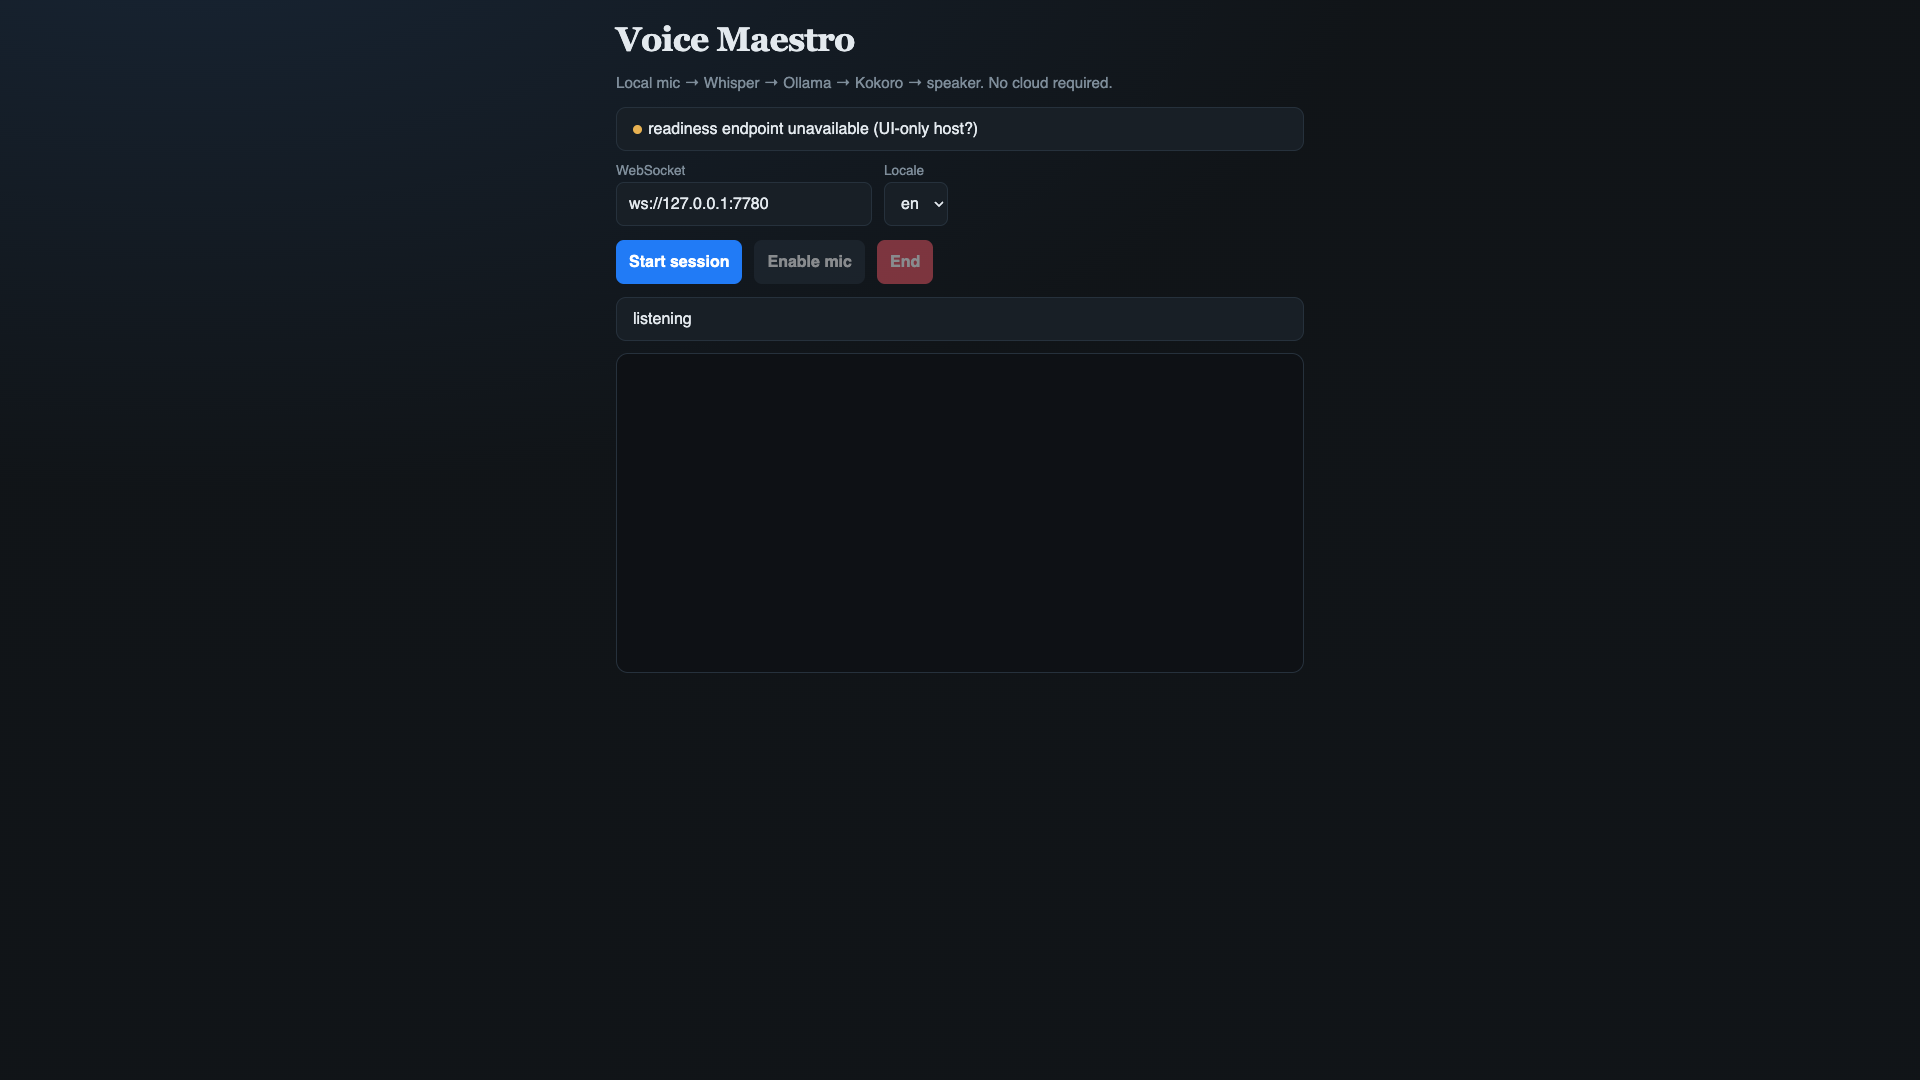 Voice Maestro
Local mic → Whisper → Ollama → Kokoro → speaker. No cloud required.
readiness endpoint unavailable (UI-only host?)
WebSocket Locale
ws://127.0.0.1:7780 en
Start session Enable mic End
listening